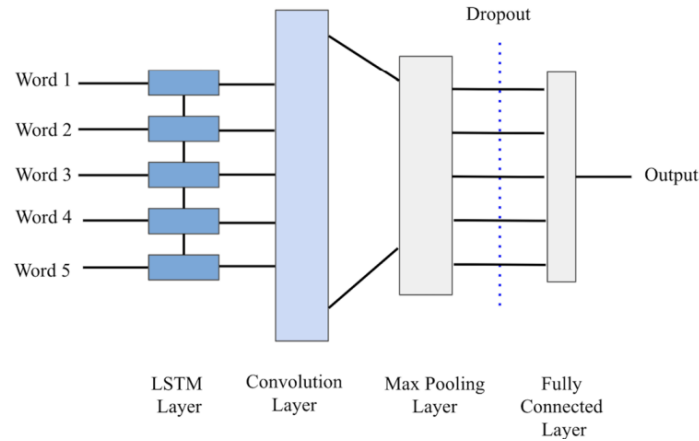 Dropout
Word 1
Word 2
Word 3
Word 4
Word 5
Output
LSTM
Layer
Convolution
Layer
Max Pooling
Layer
Fully
Connected
Layer